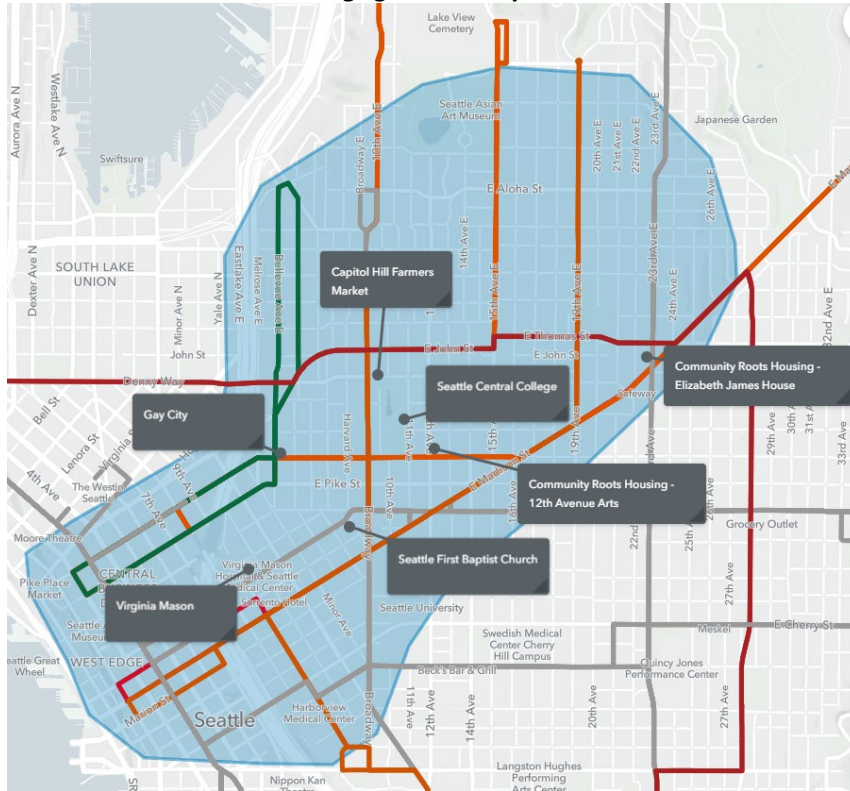 Lake View
Cemetery
Aurora Ave N
Westlake Ave N
Swiftsure
Broadway E
10th Ave E
Seattle Asian
Art Museum
20th Ave E
21st Ave E
22nd Ave E
23rd Ave E
Japanese Garden
E Aloha St
26th Ave E
SOUTH LAKE
UNION
Dexter Ave N
Minor Ave N
Yale Ave N
Eastlake Ave E
Melrose Ave E
Bellevue Ave E
14th Ave E
15th Ave E
19th Ave E
23rd Ave E
24th Ave E
32nd Ave E
Capitol Hill Farmers
Market
John St
E John St
E Thomas St
E John St
Denny Way
Community Roots Housing -
Elizabeth James House
Seattle Central College
Safeway
Gay City
Bell St
Lenora St
Virginia St
4th Ave
7th Ave
9th Ave
The Westin
Seattle
Harvard Ave
11th Ave
19th Ave
29th Ave
30th Ave
31st Ave
33rd Ave
E Pike St
E Madison St
10th Ave
16th Ave
Community Roots Housing -
12th Avenue Arts
Grocery Outlet
25th Ave
26th Ave
Moore Theatre
Broadway
Seattle First Baptist Church
Pike Place
Market
Virginia Mason
Hospital & Seattle
Medical Center
Sorrento Hotel
Virginia Mason
Minor Ave
Seattle University
27th Ave
Meskel
E Cherry St
Swedish Medical
Center Cherry
Hill Campus
WEST EDGE
Beck's Bar & Grill
Quincy Jones
Performance Center
Marion St
Seattle
Harborview
Medical Center
Broadway
11th Ave
12th Ave
14th Ave
20th Ave
27th Ave
Nippon Kan
Langston Hughes
Performing
Arts Center